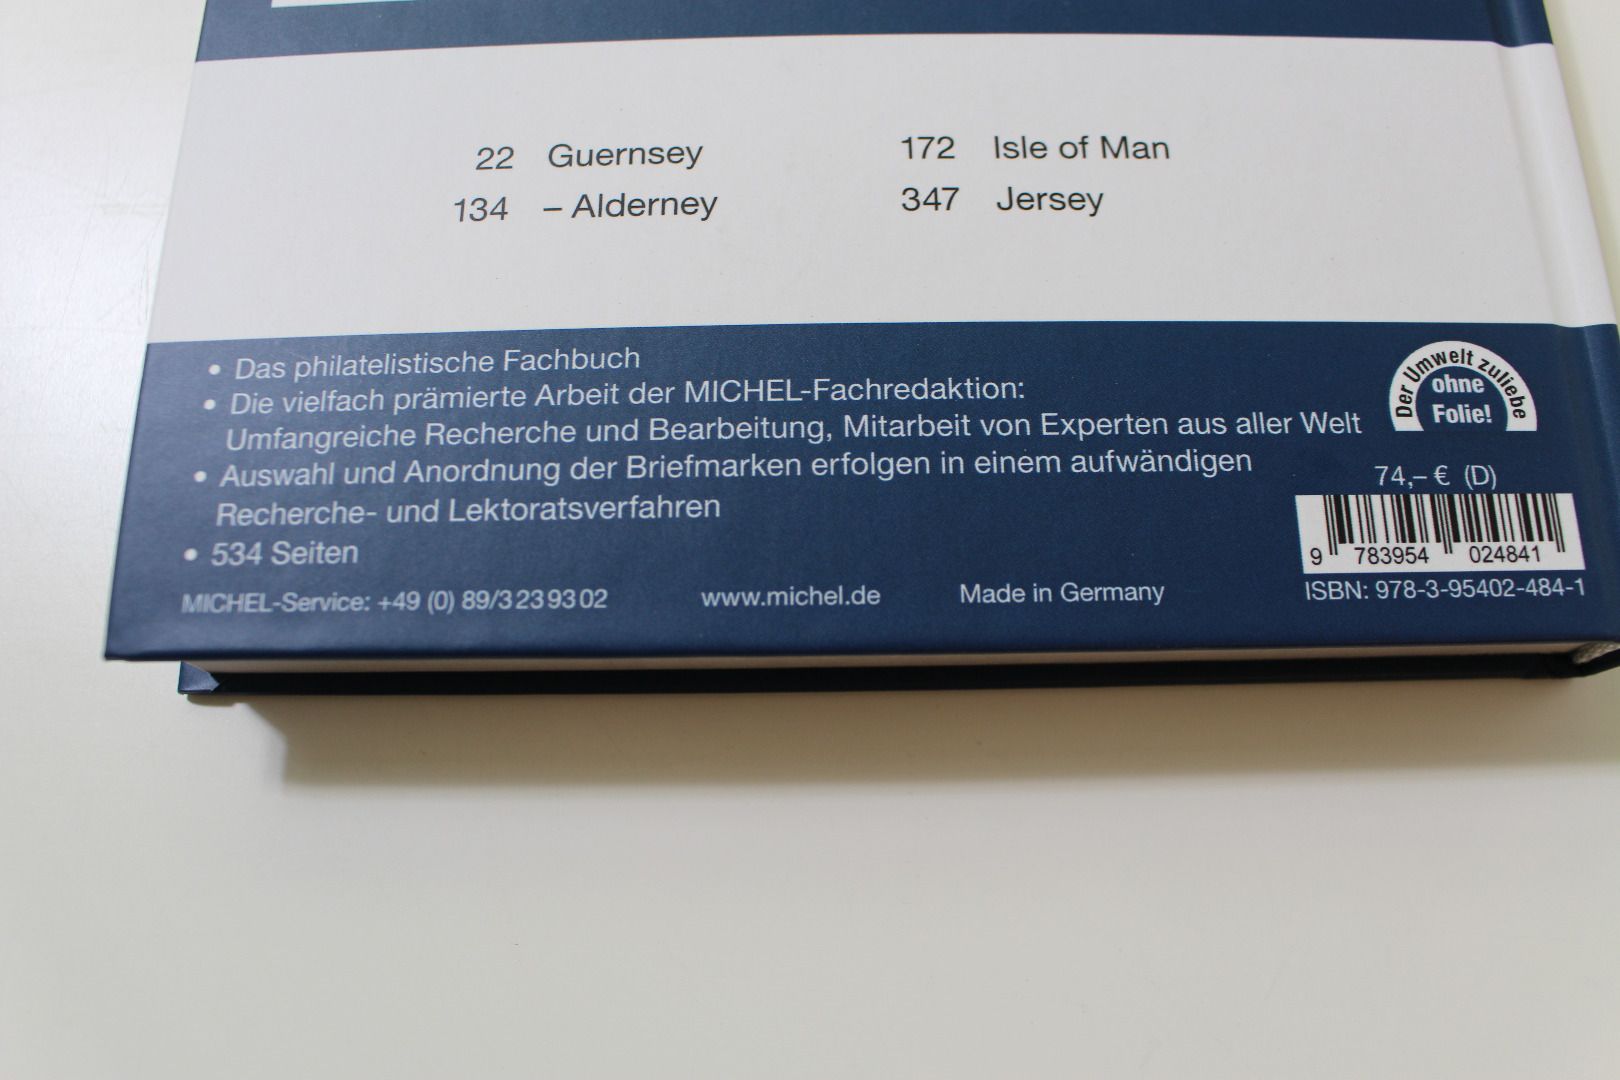 22 Guernsey
134 – Alderney
172 Isle of Man
347 Jersey
• Das philatelistische Fachbuch
• Die vielfach prämierte Arbeit der MICHEL-Fachredaktion:
Umfangreiche Recherche und Bearbeitung, Mitarbeit von Experten aus aller Welt
• Auswahl und Anordnung der Briefmarken erfolgen in einem aufwändigen
Recherche- und Lektoratsverfahren
• 534 Seiten
MICHEL-Service: +49 (0) 89/3 239 3 02
www.michel.de
Made in Germany
Der Umwelt zuliebe
ohne
Folie!
74,– € (D)
9 783954 024841
ISBN: 978-3-95402-484-1